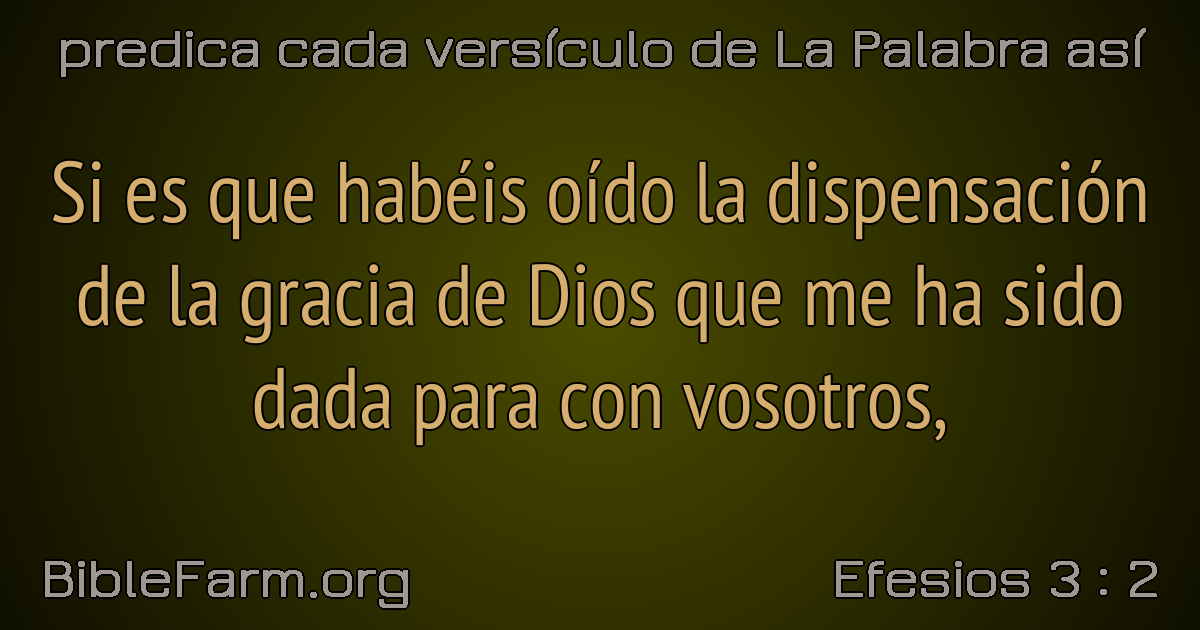 predica cada versículo de La Palabra así
Si es que habéis oído la dispensación
de la gracia de Dios que me ha sido
dada para con vosotros,
BibleFarm.org
Efesios 3 : 2